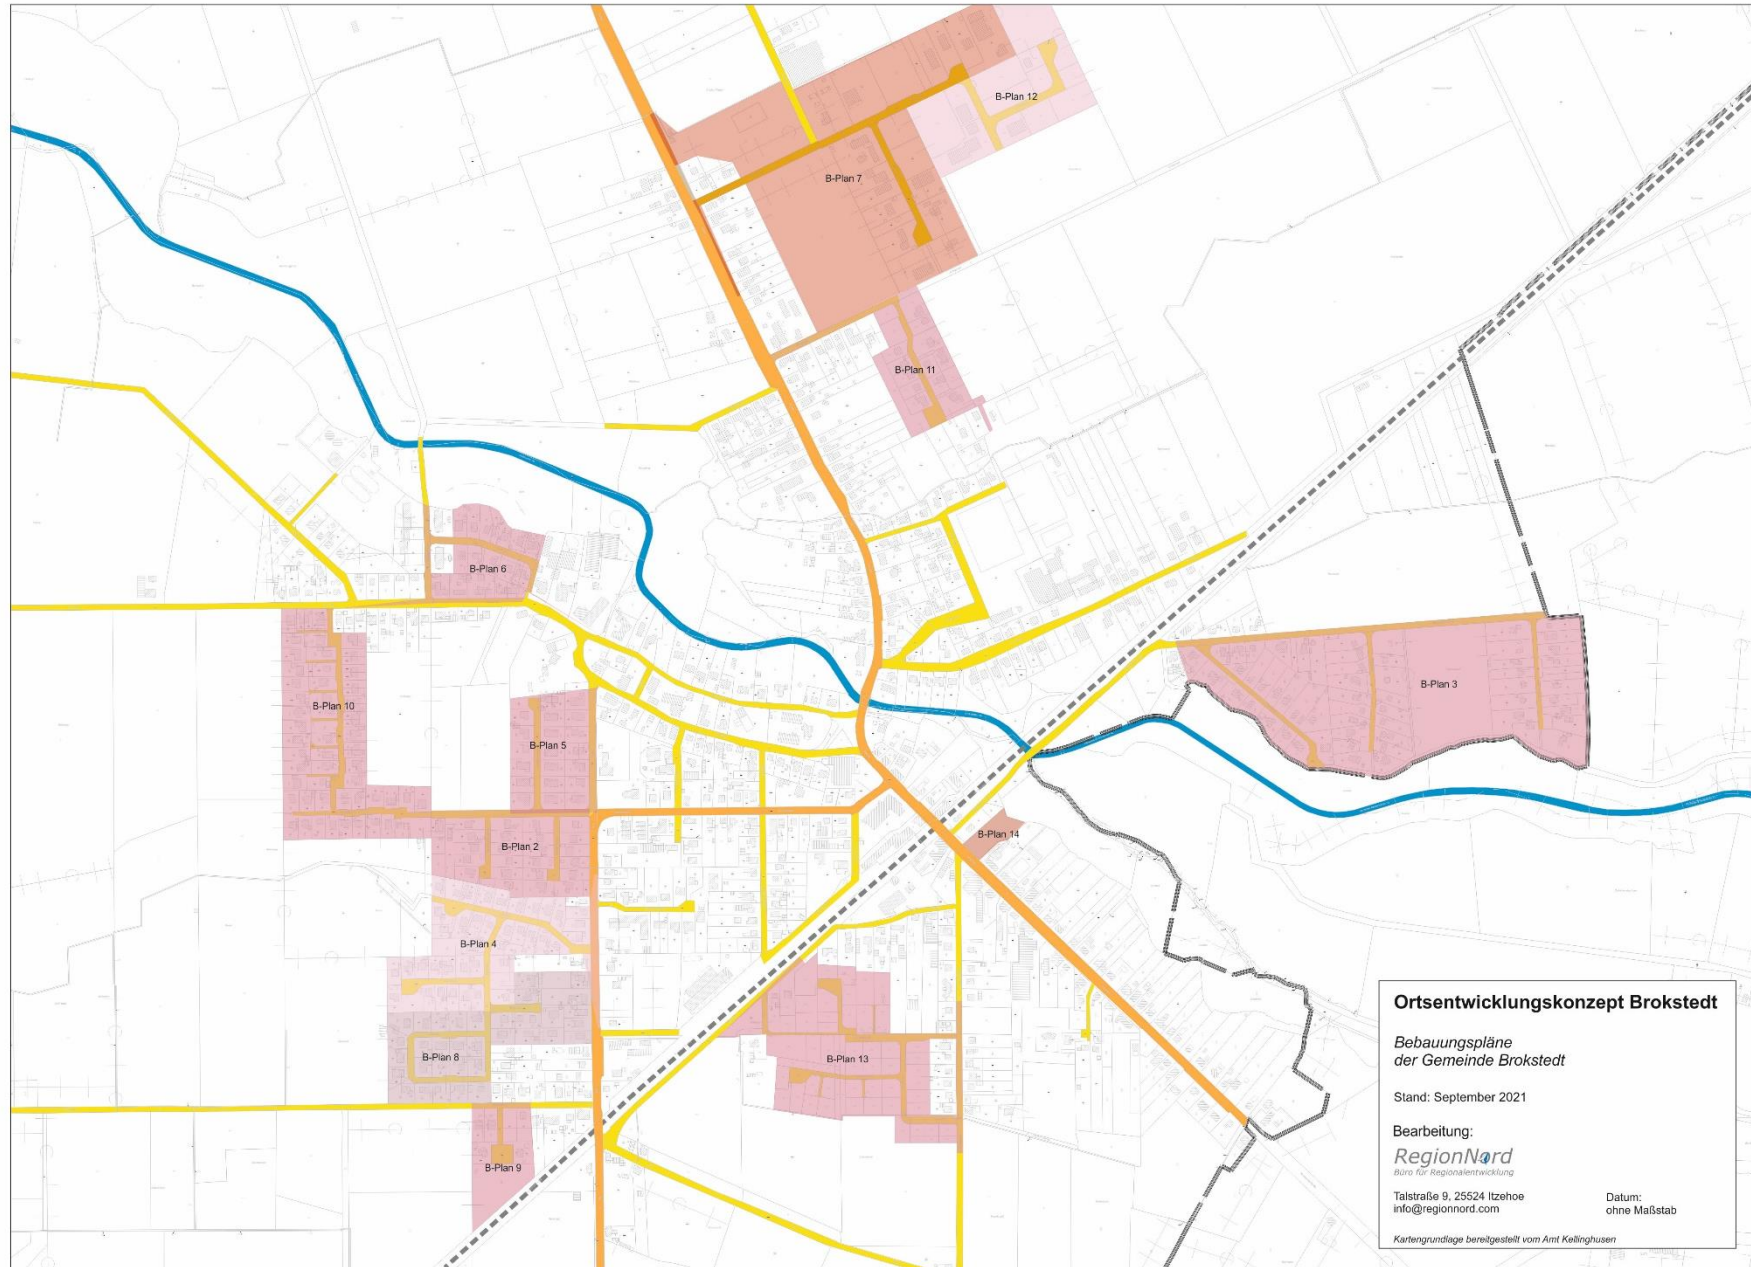 B-Plan 12
B-Plan 7
B-Plan 11
B-Plan 6
B-Plan 3
B-Plan 10
B-Plan 5
B-Plan 14
B-Plan 2
B-Plan 4
B-Plan 8
B-Plan 13
B-Plan 9
Ortsentwicklungskonzept Brokstedt
Bebauungspläne
der Gemeinde Brokstedt
Stand: September 2021
Bearbeitung:
RegionNord
Büro für Regionalentwicklung
Talstraße 9, 25524 Itzehoe
info@regionnord.com
Datum:
ohne Maßstab
Kartengrundlage bereitgestellt vom Amt Kellinghusen